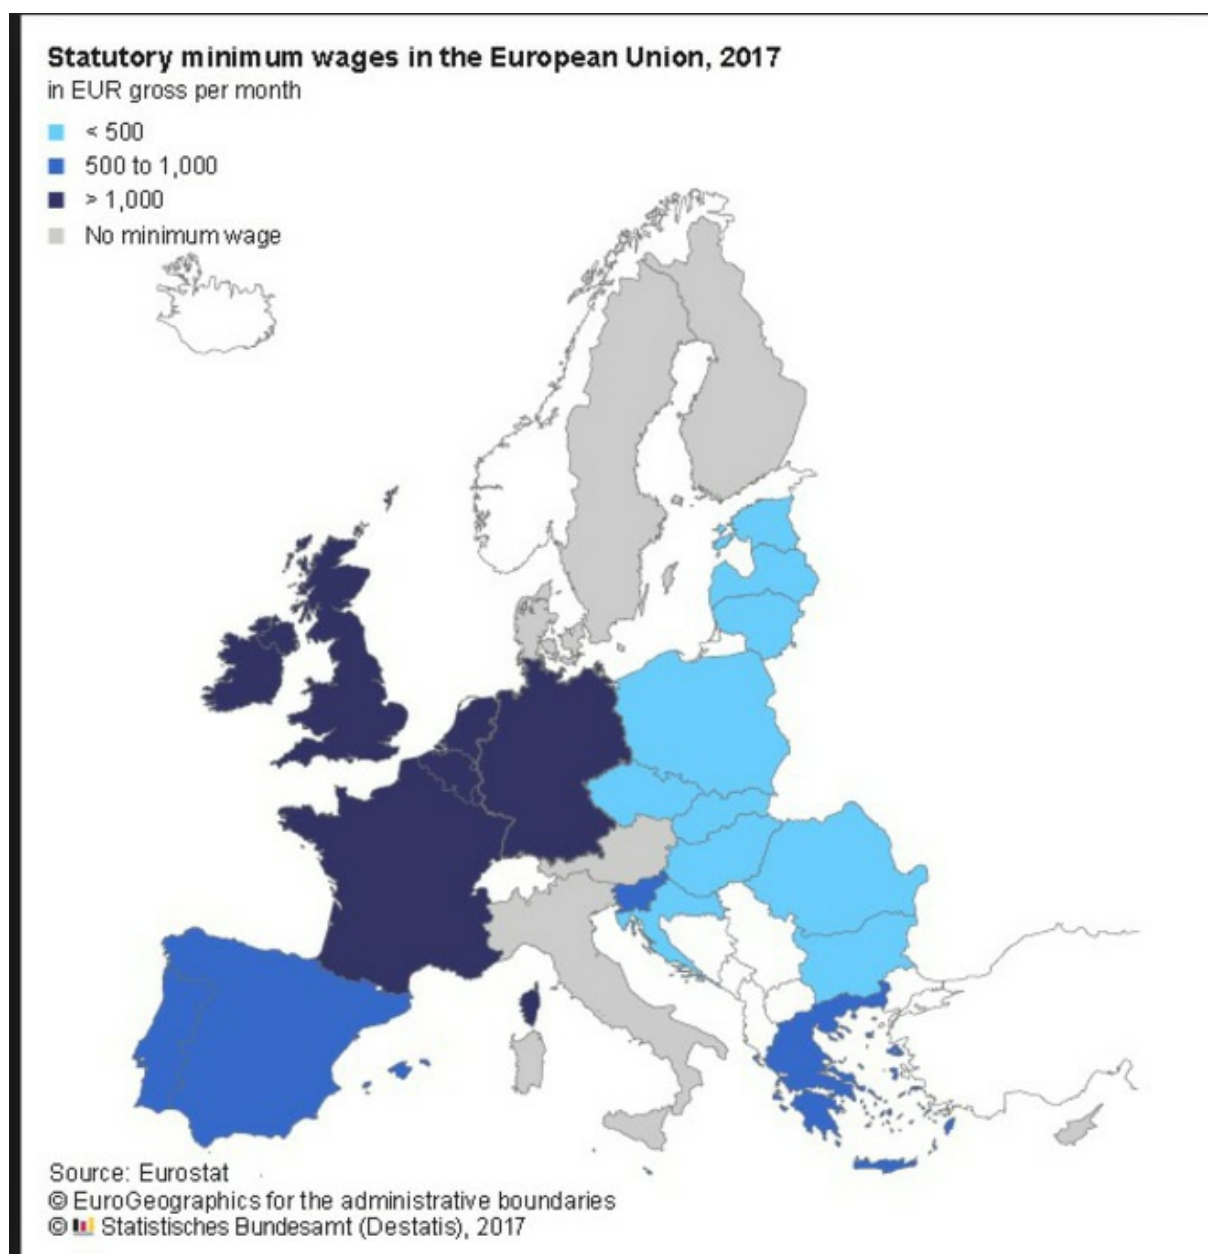 Statutory minimum wages in the European Union, 2017
in EUR gross per month
< 500
500 to 1,000
> 1,000
No minimum wage
Source: Eurostat
© EuroGeographics for the administrative boundaries
© Statistisches Bundesamt (Destatis), 2017